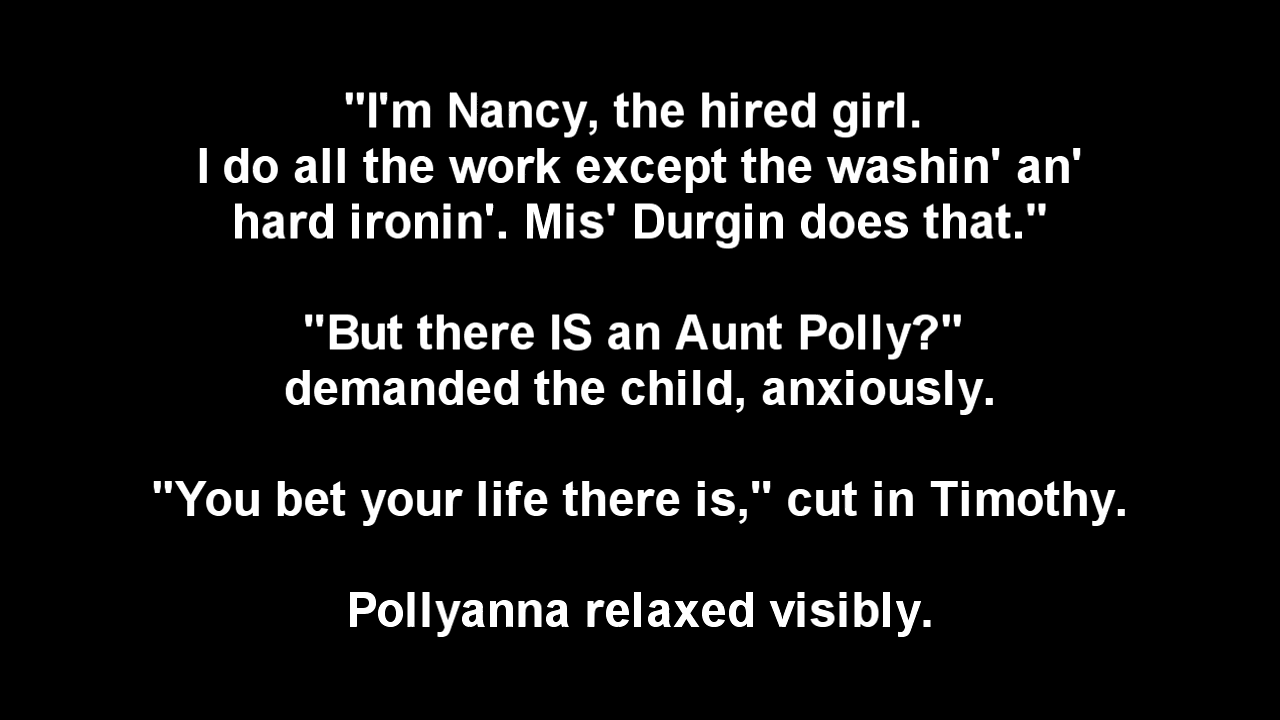 "I'm Nancy, the hired girl.
I do all the work except the washin' an'
hard ironin'. Mis' Durgin does that."
"But there IS an Aunt Polly?"
demanded the child, anxiously.
"You bet your life there is," cut in Timothy.
Pollyanna relaxed visibly.